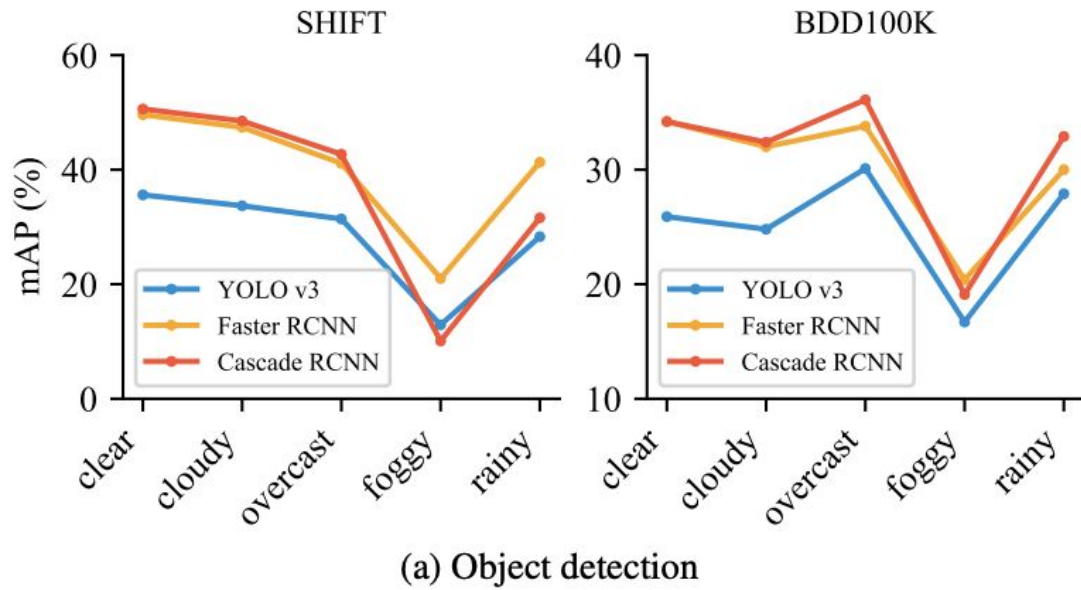 SHIFT
60
40
20
0
mAP (%)
YOLO v3
Faster RCNN
Cascade RCNN
clear
cloudy
overcast
foggy
rainy
BDD100K
40
30
20
10
YOLO v3
Faster RCNN
Cascade RCNN
clear
cloudy
overcast
foggy
rainy
(a) Object detection